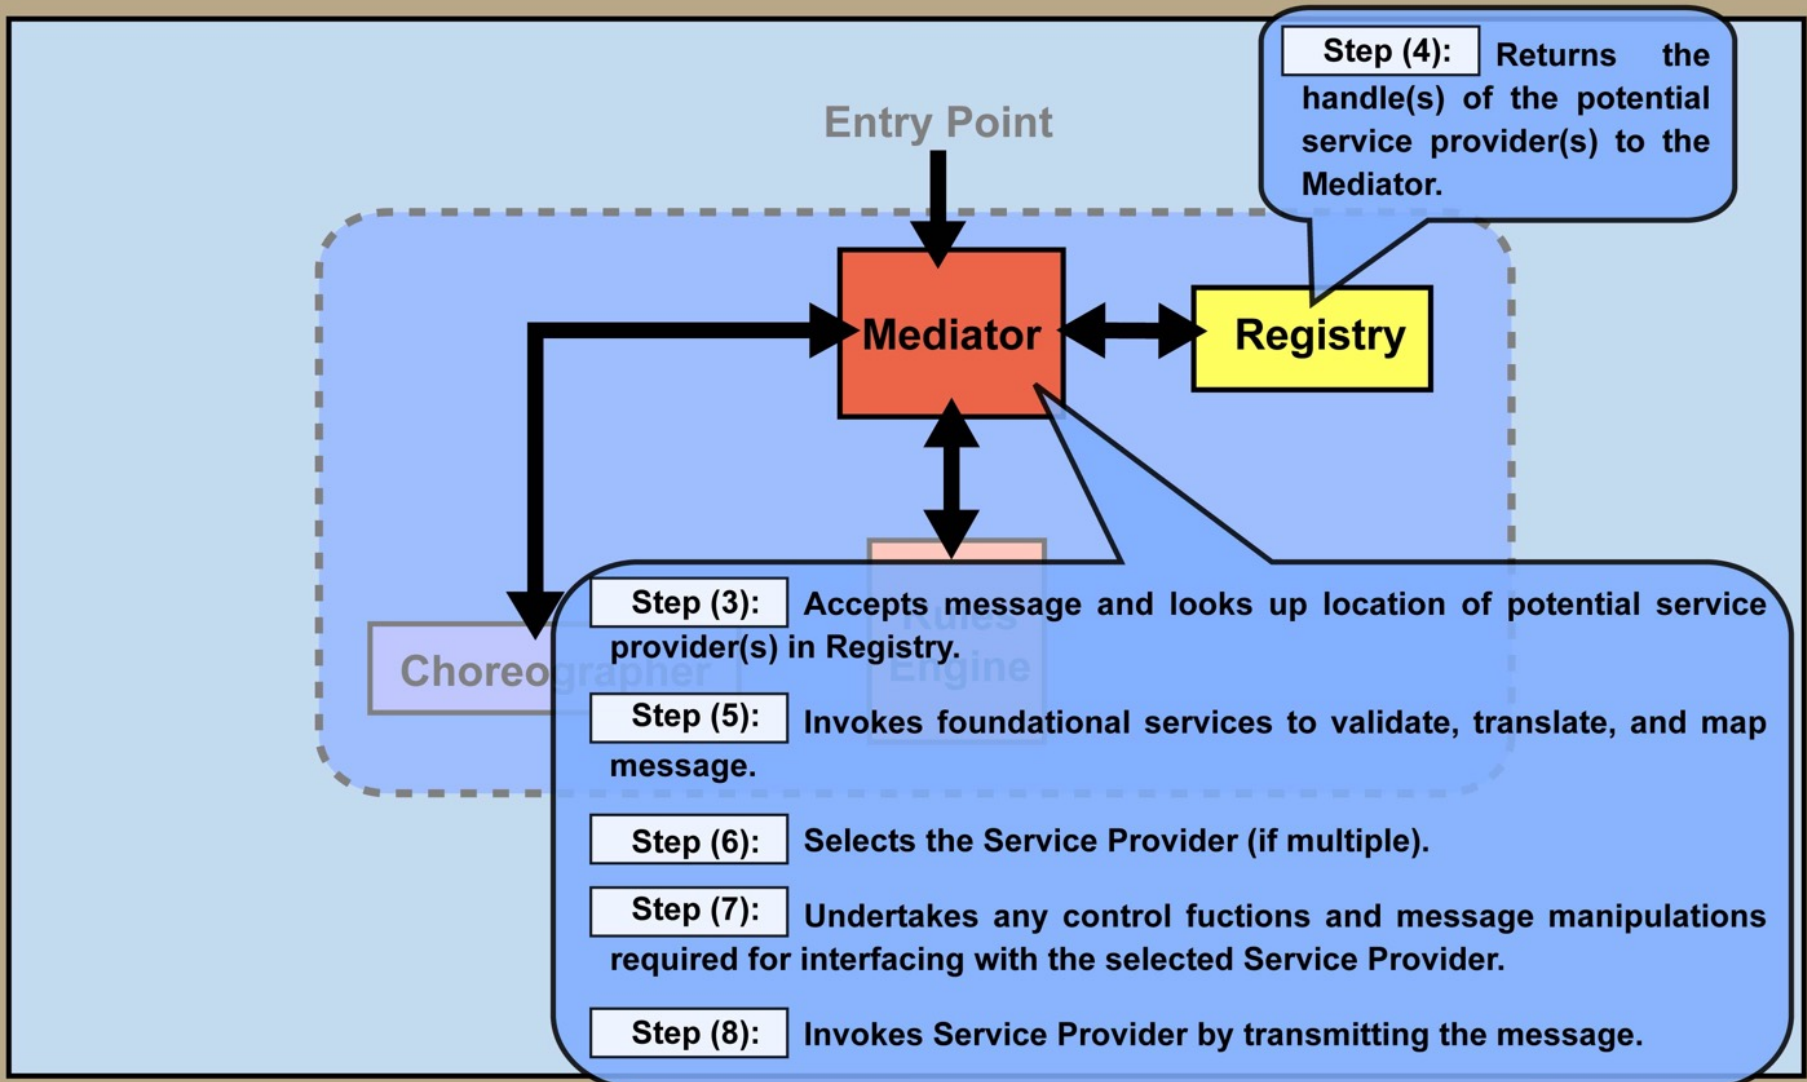 Entry Point
Step (4): Returns the
handle(s) of the potential
service provider(s) to the
Mediator.
Mediator
Registry
Choreographer
Rules
Engine
Step (3): Accepts message and looks up location of potential service
provider(s) in Registry.
Step (5): Invokes foundational services to validate, translate, and map
message.
Step (6): Selects the Service Provider (if multiple).
Step (7): Undertakes any control fuctions and message manipulations
required for interfacing with the selected Service Provider.
Step (8): Invokes Service Provider by transmitting the message.